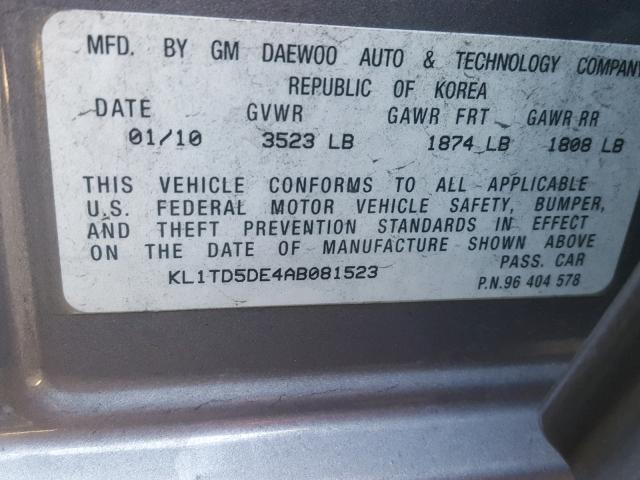 MFD. BY GM DAEWOO AUTO & TECHNOLOGY COMPANY
REPUBLIC OF KOREA
DATE GVWR GAWR FRT GAWR RR
01/10 3523 LB 1874 LB 1808 LB
THIS VEHICLE CONFORMS TO ALL APPLICABLE
U.S. FEDERAL MOTOR VEHICLE SAFETY, BUMPER,
AND THEFT PREVENTION STANDARDS IN EFFECT
ON THE DATE OF MANUFACTURE SHOWN ABOVE
PASS. CAR
KL1TD5DE4AB081523
P.N.96 404 578